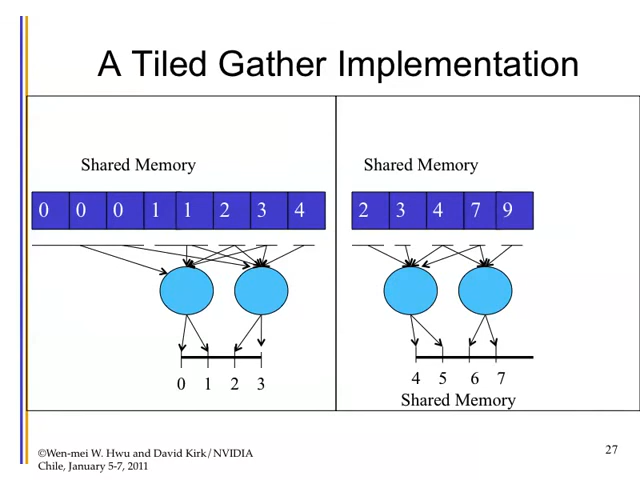 A Tiled Gather Implementation
Shared Memory
0 0 0 1 1 2 3 4
0 1 2 3
Shared Memory
2 3 4 7 9
4 5 6 7
Shared Memory
©Wen-mei W. Hwu and David Kirk/NVIDIA
Chile, January 5-7, 2011
27